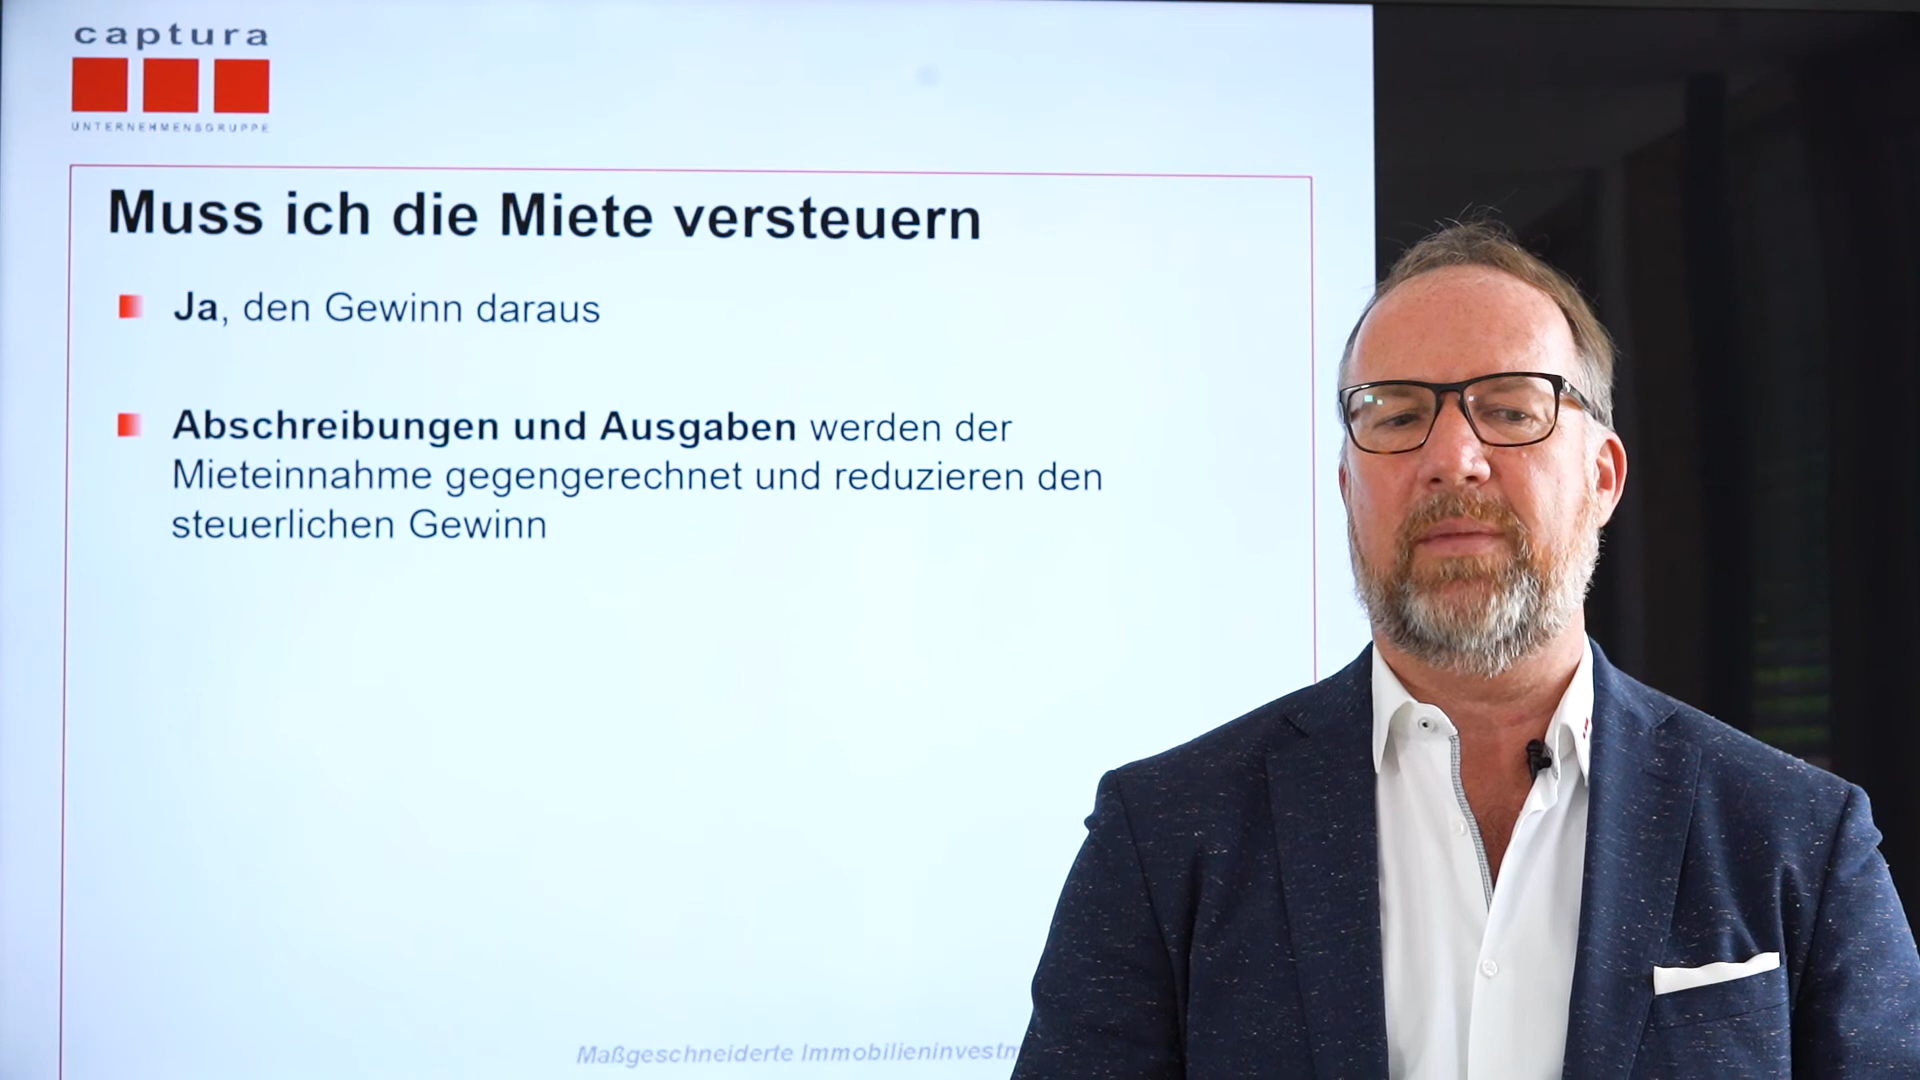 captura
UNTERNEHMENSGRUPPE
Muss ich die Miete versteuern
Ja, den Gewinn daraus
Abschreibungen und Ausgaben werden der
Mieteinnahme gegengerechnet und reduzieren den
steuerlichen Gewinn
Maßgeschneiderte